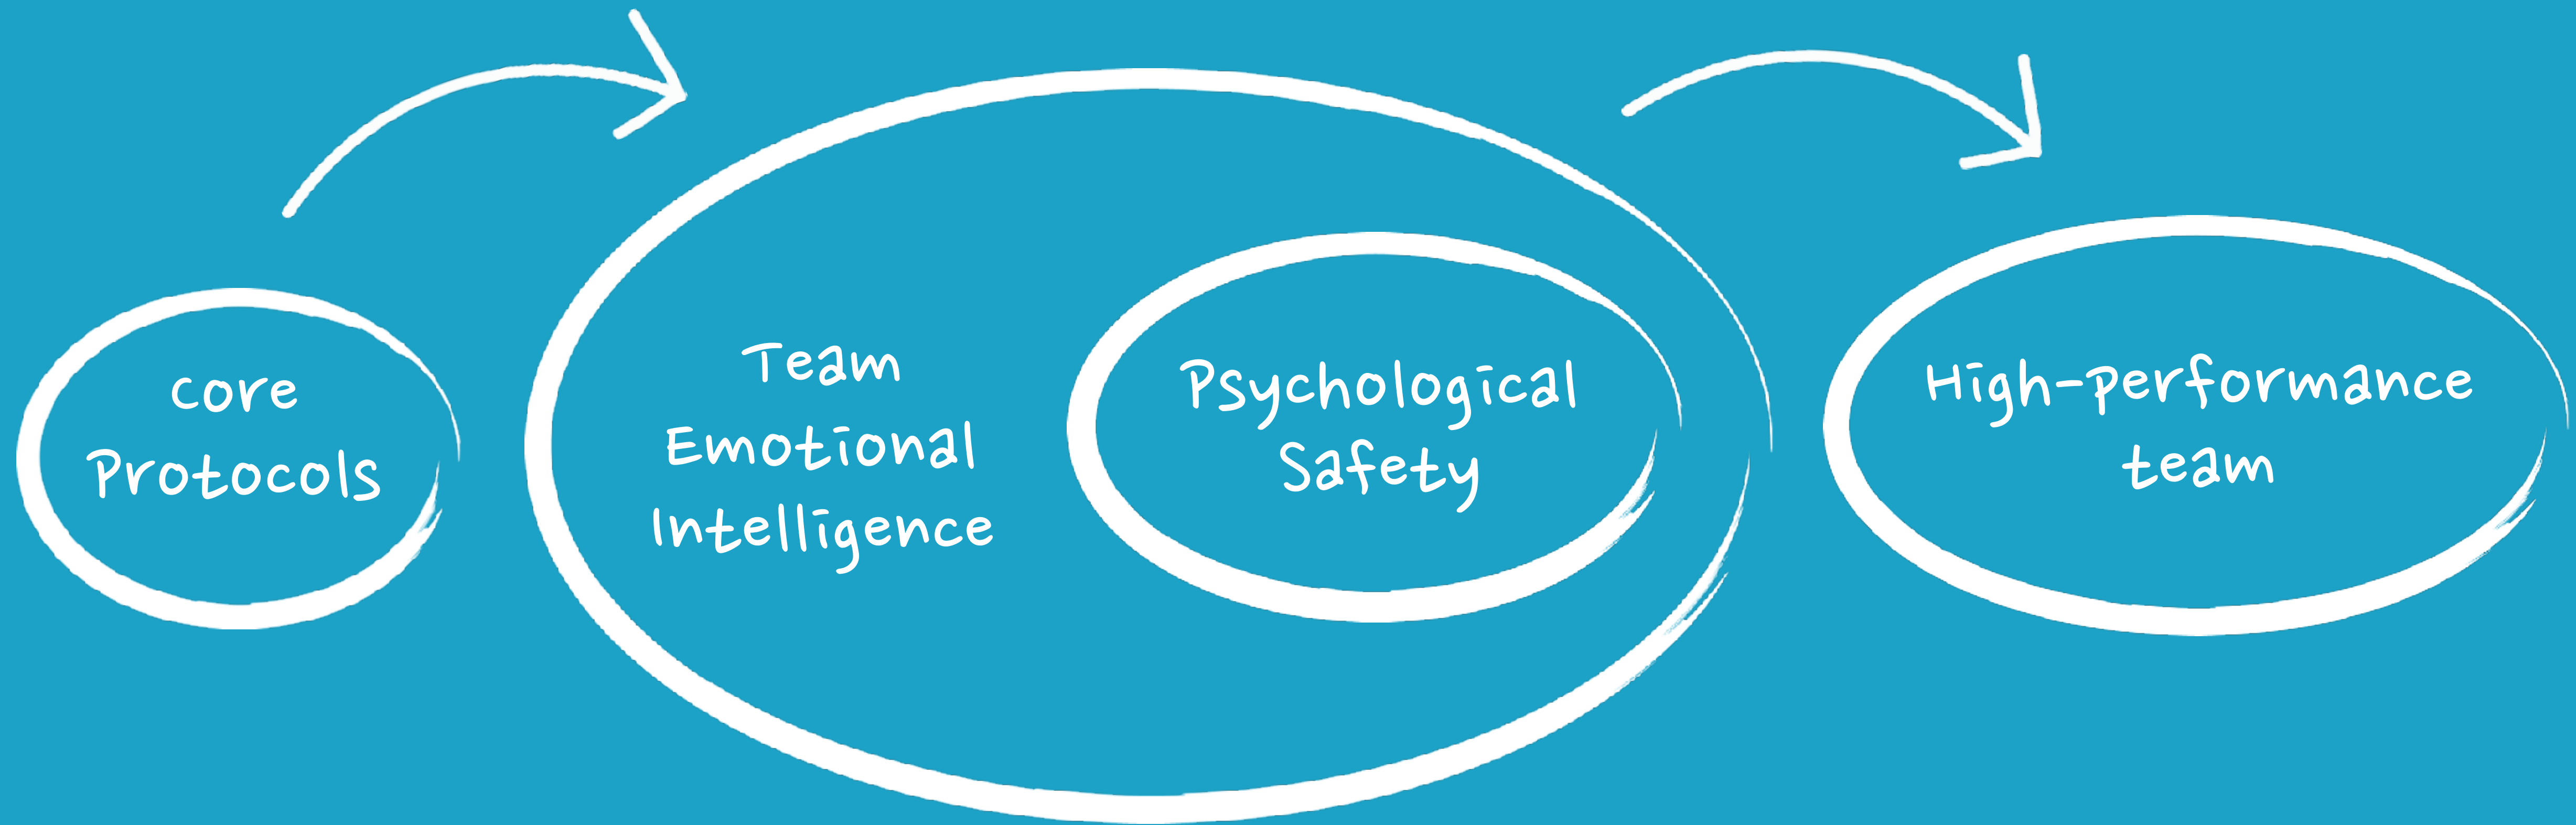 core
Protocols
Team
Emotional
Intelligence
Psychological
Safety
High-performance
team